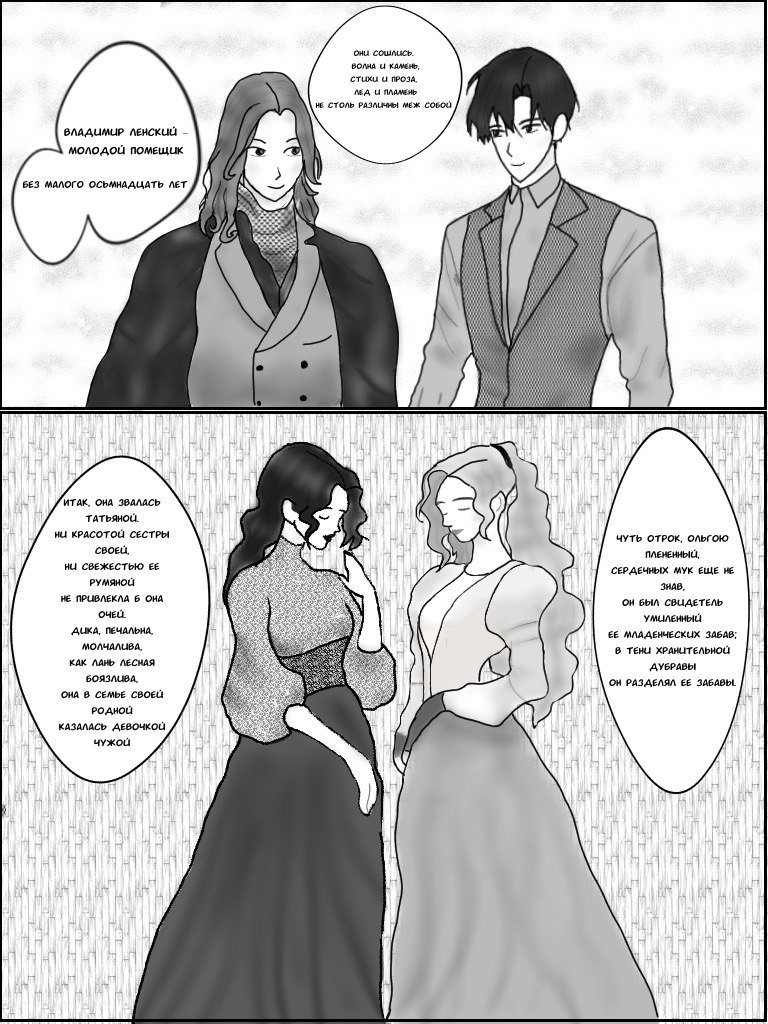 ВЛАДИМИР ЛЕНСКИЙ –
МОЛОДОЙ ПОМЕЩИК
БЕЗ МАЛОГО ОСЬМНАДЦАТЬ ЛЕТ
ОНИ СОШЛИСЬ.
ВОЛНА И КАМЕНЬ,
СТИХИ И ПРОЗА,
ЛЕД И ПЛАМЕНЬ
НЕ СТОЛЬ РАЗЛИЧНЫ МЕЖ СОБОЙ
ИТАК, ОНА ЗВАЛАСЬ
ТАТЬЯНОЙ.
НИ КРАСОТОЙ СЕСТРЫ
СВОЕЙ,
НИ СВЕЖЕСТЬЮ ЕЕ
РУМЯНОЙ
НЕ ПРИВЛЕКЛА Б ОНА
ОЧЕЙ.
ДИКА, ПЕЧАЛЬНА,
МОЛЧАЛИВА,
КАК ЛАНЬ ЛЕСНАЯ
БОЯЗЛИВА,
ОНА В СЕМЬЕ СВОЕЙ
РОДНОЙ
КАЗАЛАСЬ ДЕВОЧКОЙ
ЧУЖОЙ
ЧУТЬ ОТРОК, ОЛЬГОЮ
ПЛЕНЕННЫЙ,
СЕРДЕЧНЫХ МУК ЕЩЕ НЕ
ЗНАВ,
ОН БЫЛ СВИДЕТЕЛЬ
УМИЛЕННЫЙ
ЕЕ МЛАДЕНЧЕСКИХ ЗАБАВ;
В ТЕНИ ХРАНИТЕЛЬНОЙ
ДУБРАВЫ
ОН РАЗДЕЛЯЛ ЕЕ ЗАБАВЫ.